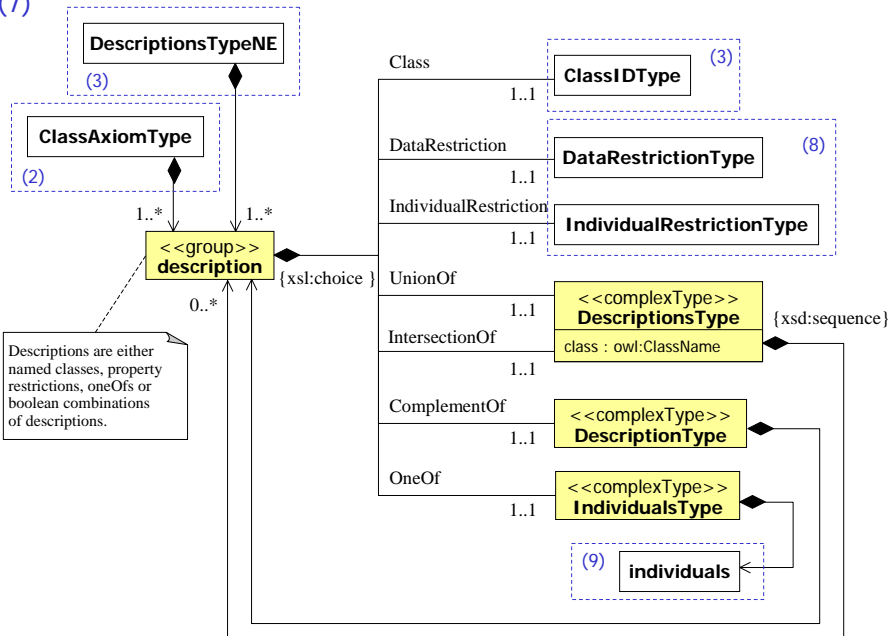 (7)
DescriptionsTypeNE
(3)
ClassAxiomType
(2)
1..*
1..*
<<group>>
description
{xsl:choice }
0..*
Descriptions are either
named classes, property
restrictions, oneOfs or
boolean combinations
of descriptions.
Class
1..1
ClassIDType
(3)
DataRestriction
1..1
DataRestrictionType
(8)
IndividualRestriction
1..1
IndividualRestrictionType
UnionOf
1..1
<<complexType>>
DescriptionsType
{xsd:sequence}
class : owl:ClassName
IntersectionOf
1..1
ComplementOf
1..1
<<complexType>>
DescriptionType
OneOf
1..1
<<complexType>>
IndividualsType
(9)
individuals